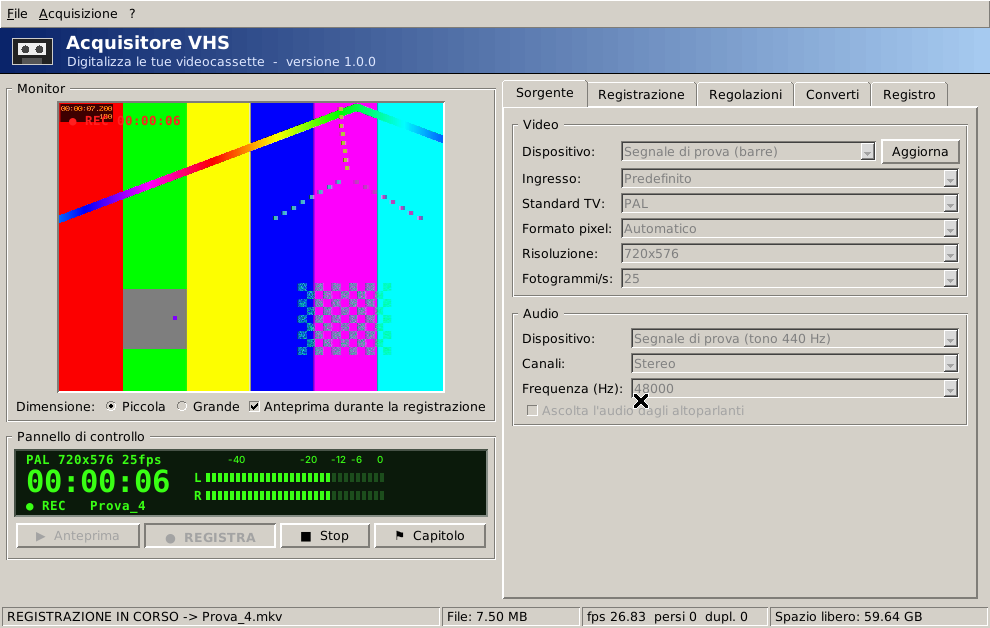 File Acquisizione ?
Acquisitore VHS
Digitalizza le tue videocassette - versione 1.0.0
Monitor
00:00:07.200
● REC 00:00:06
Dimensione: Piccola Grande Anteprima durante la registrazione
Pannello di controllo
PAL 720x576 25fps
-40 -20 -12 -6 0
00:00:06
L
R
● REC Prova_4
▶ Anteprima ● REGISTRA ■ Stop ⚑ Capitolo
Sorgente Registrazione Regolazioni Converti Registro
Video
Dispositivo: Segnale di prova (barre) Aggiorna
Ingresso: Predefinito
Standard TV: PAL
Formato pixel: Automatico
Risoluzione: 720x576
Fotogrammi/s: 25
Audio
Dispositivo: Segnale di prova (tono 440 Hz)
Canali: Stereo
Frequenza (Hz): 48000
Ascolta l'audio dagli altoparlanti
REGISTRAZIONE IN CORSO -> Prova_4.mkv
File: 7.50 MB
fps 26.83 persi 0 dupl. 0
Spazio libero: 59.64 GB